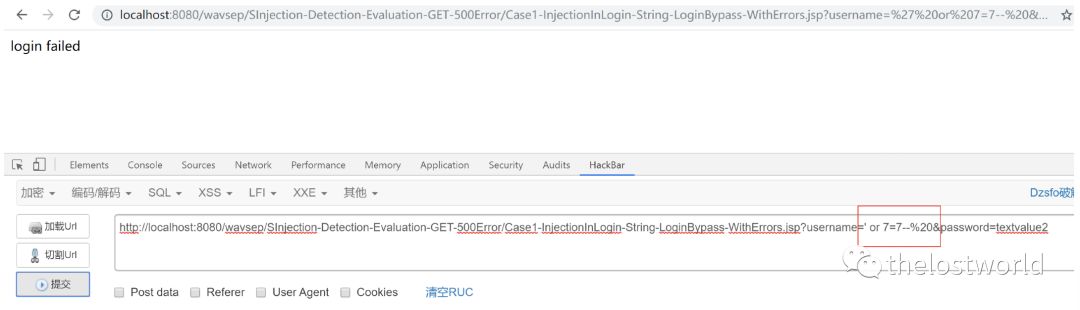 localhost:8080/wavsep/SInjection-Detection-Evaluation-GET-500Error/Case1-InjectionInLogin-String-LoginBypass-WithErrors.jsp?username=%27%20or%207=7--%20&...
login failed
Elements Console Sources Network Performance Memory Application Security Audits HackBar
加密 编码/解码 SQL XSS LFI XXE 其他 Dzsfo破解
加载Url
http://localhost:8080/wavsep/SInjection-Detection-Evaluation-GET-500Error/Case1-InjectionInLogin-String-LoginBypass-WithErrors.jsp?username=' or 7=7--%20&password=textvalue2
切割Url
提交
thelostworld
Post data Referer User Agent Cookies 清空RUC